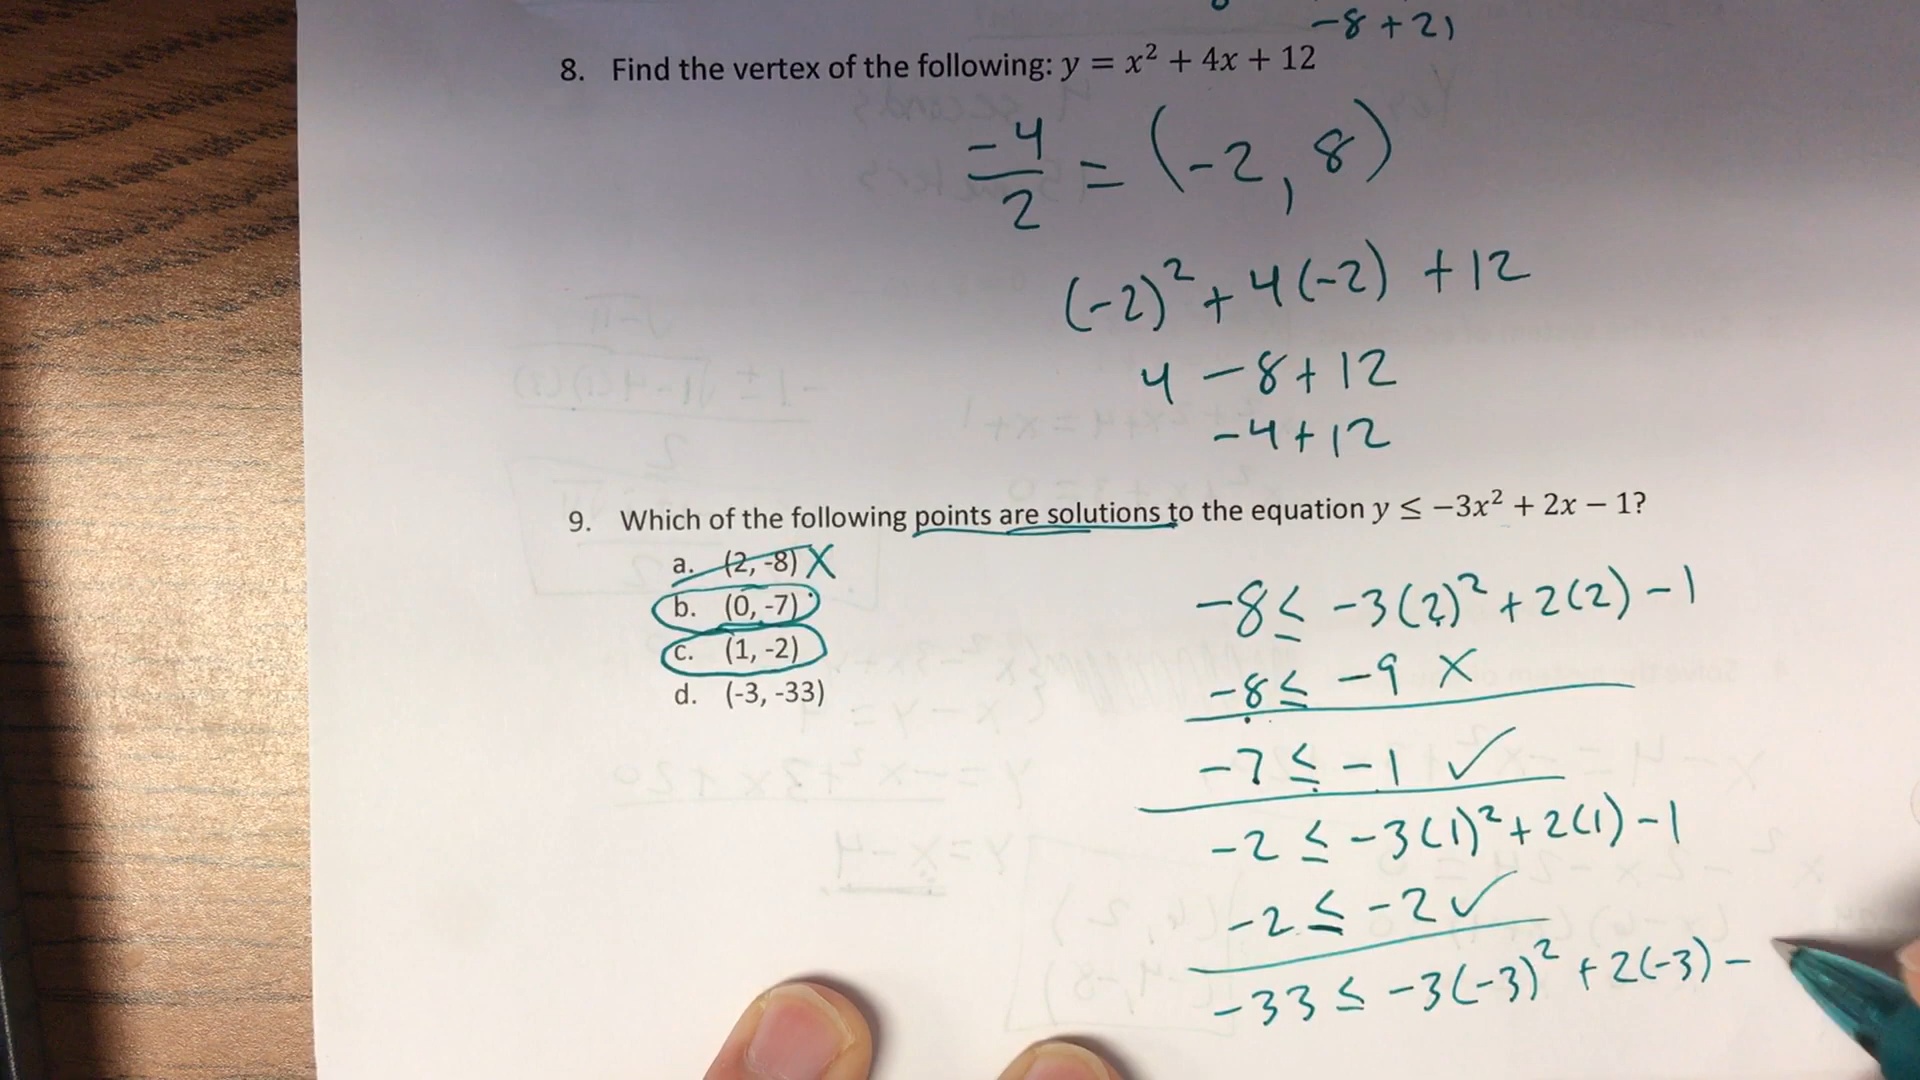 -8+21
8. Find the vertex of the following: y = x² + 4x + 12
-4/2 = (-2, 8)
(-2)² + 4(-2) + 12
4 - 8 + 12
-4 + 12
9. Which of the following points are solutions to the equation y ≤ -3x² + 2x - 1?
a. (2, -8) X
b. (0, -7)
c. (1, -2)
d. (-3, -33)
-8 ≤ -3(2)² + 2(2) - 1
-8 ≤ -9 X
-7 ≤ -1 ✓
-2 ≤ -3(1)² + 2(1) - 1
-2 ≤ -2 ✓
-33 ≤ -3(-3)² + 2(-3) -